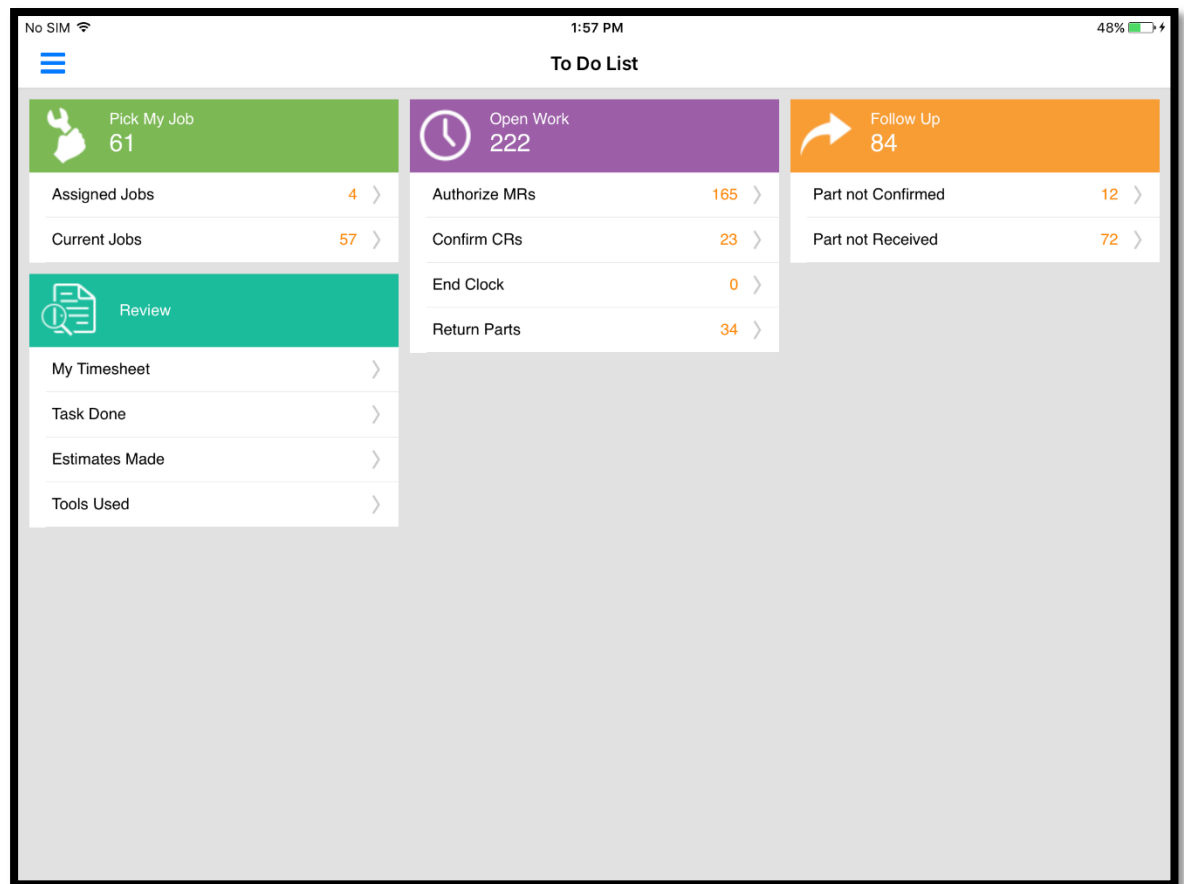 No SIM
1:57 PM
48%
To Do List
Pick My Job
61
Assigned Jobs 4
Current Jobs 57
Review
My Timesheet
Task Done
Estimates Made
Tools Used
Open Work
222
Authorize MRs 165
Confirm CRs 23
End Clock 0
Return Parts 34
Follow Up
84
Part not Confirmed 12
Part not Received 72